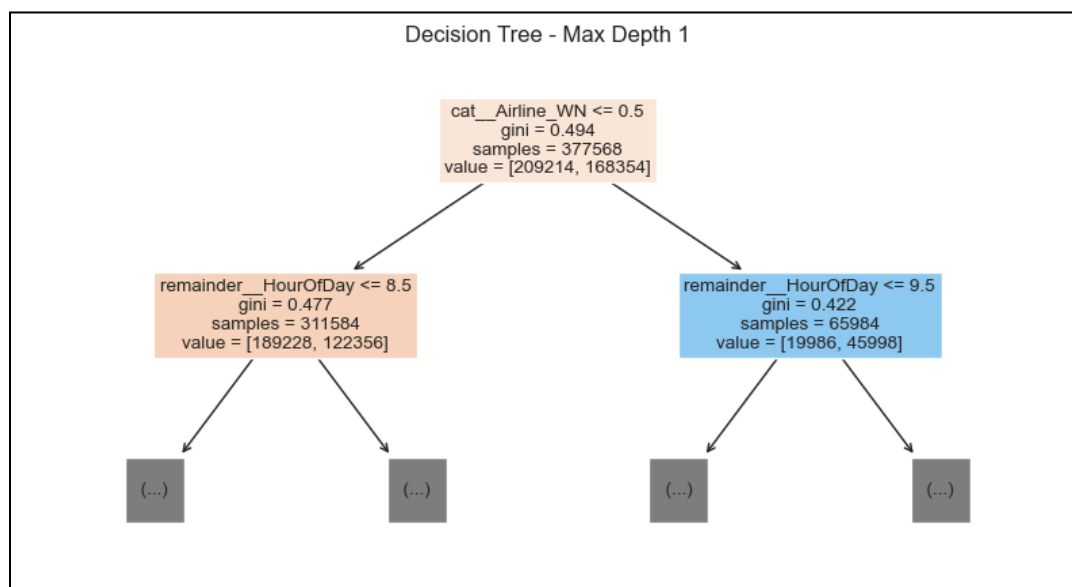 Decision Tree - Max Depth 1
cat__Airline_WN <= 0.5
gini = 0.494
samples = 377568
value = [209214, 168354]
remainder__HourOfDay <= 8.5
gini = 0.477
samples = 311584
value = [189228, 122356]
remainder__HourOfDay <= 9.5
gini = 0.422
samples = 65984
value = [19986, 45998]
(...)
(...)
(...)
(...)